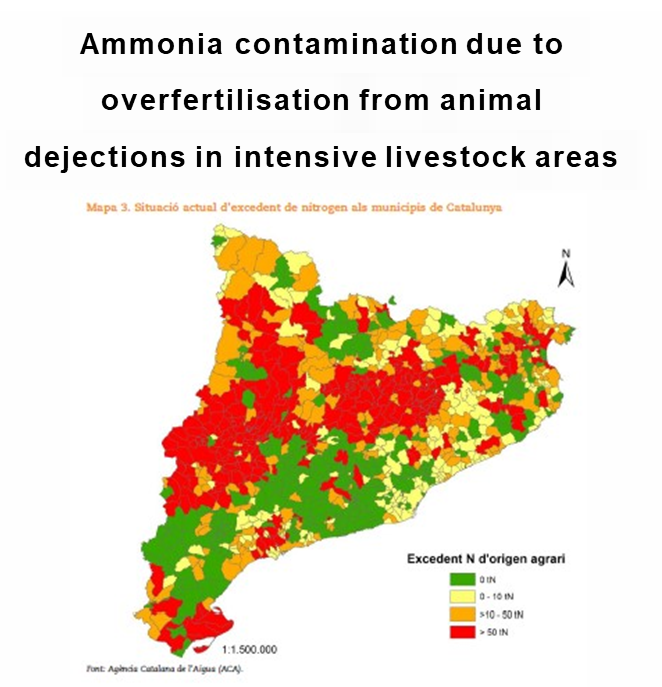 Ammonia contamination due to
overfertilisation from animal
dejections in intensive livestock areas
Mapa 3. Situació actual d'excedent de nitrogen als municipis de Catalunya
N
Excedent N d'origen agrari
0 tN
0 - 10 tN
>10 - 50 tN
> 50 tN
1:1.500.000
Font: Agència Catalana de l'Aigua (ACA).